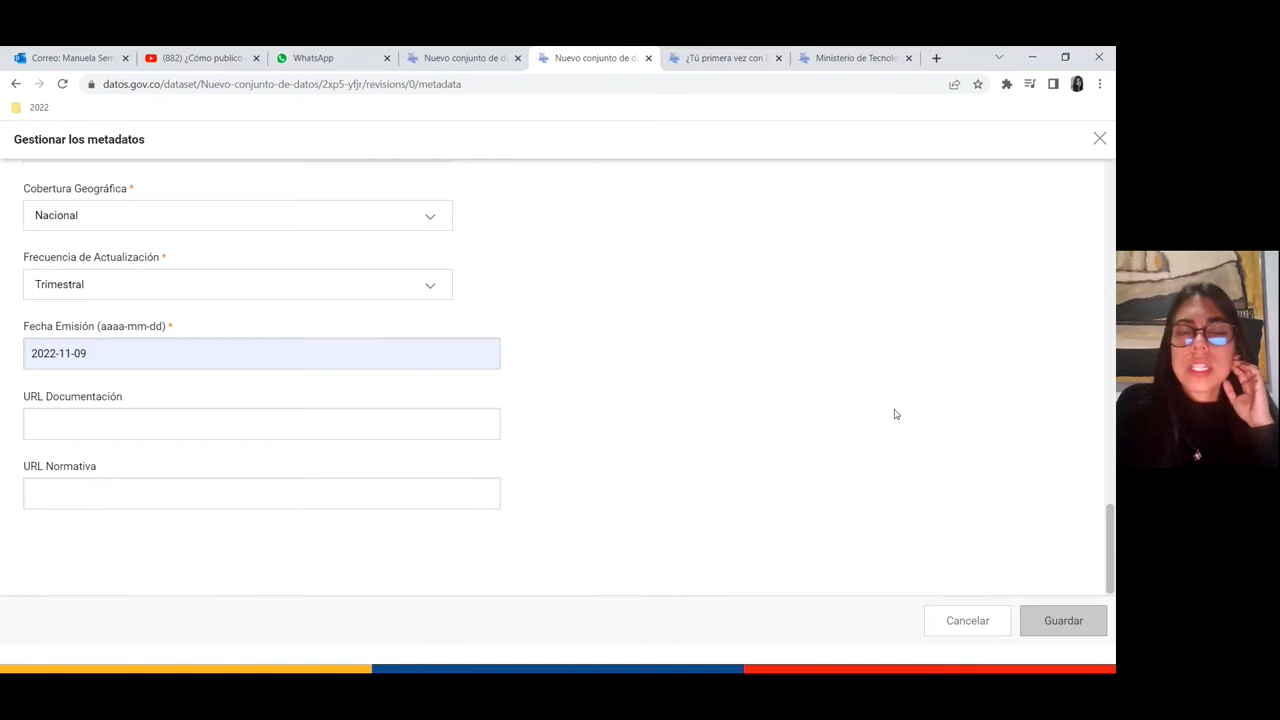 Correo: Manuela Serr
(882) ¿Cómo publico
WhatsApp
Nuevo conjunto de d
Nuevo conjunto de d
¿Tú primera vez con
Ministerio de Tecnolo
datos.gov.co/dataset/Nuevo-conjunto-de-datos/2xp5-yfjr/revisions/0/metadata
2022
Gestionar los metadatos
Cobertura Geográfica *
Nacional
Frecuencia de Actualización *
Trimestral
Fecha Emisión (aaaa-mm-dd) *
2022-11-09
URL Documentación
URL Normativa
Cancelar
Guardar